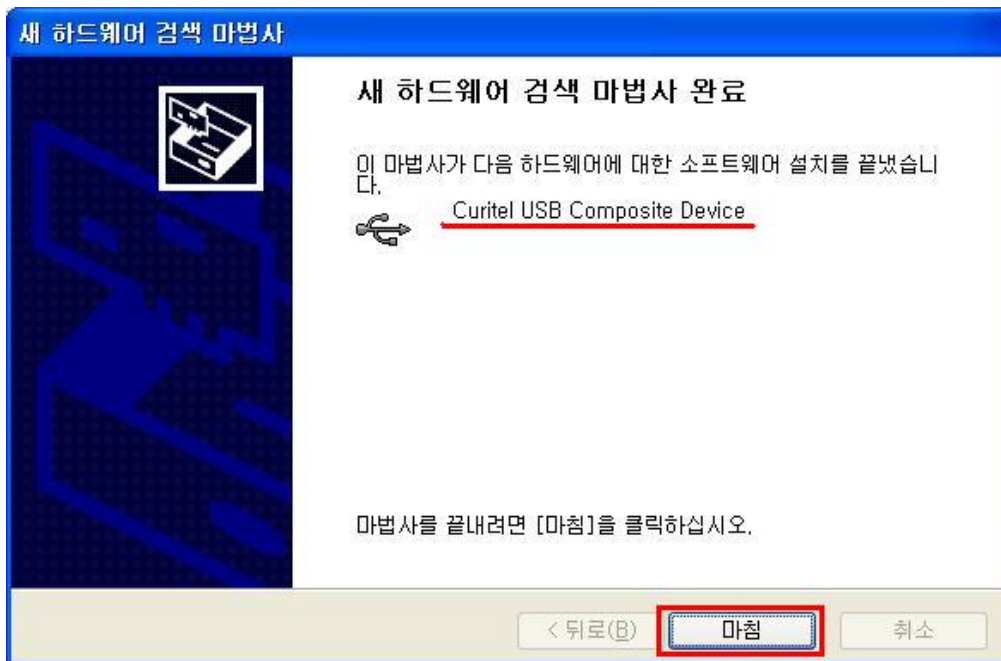 새 하드웨어 검색 마법사
새 하드웨어 검색 마법사 완료
이 마법사가 다음 하드웨어에 대한 소프트웨어 설치를 끝냈습니
다.
Curitel USB Composite Device
마법사를 끝내려면 [마침]을 클릭하십시오.
< 뒤로(B) 마침 취소